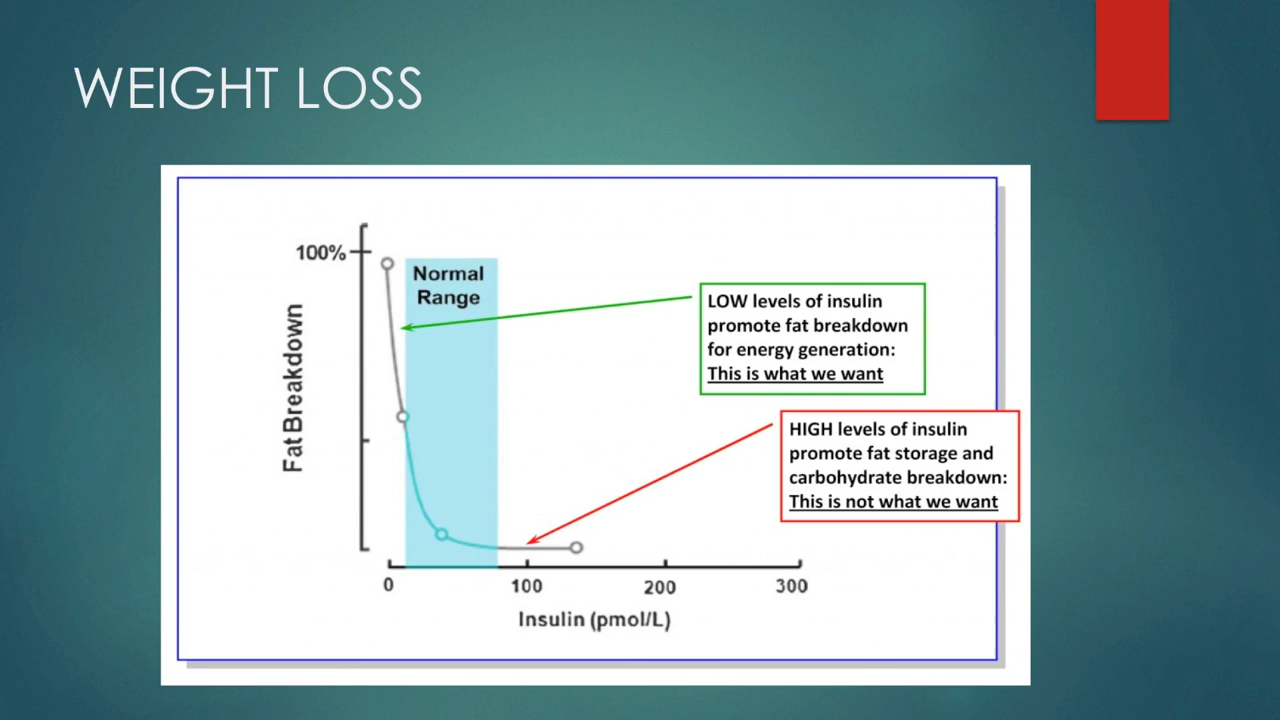 WEIGHT LOSS
100%
Normal
Range
Fat Breakdown
LOW levels of insulin
promote fat breakdown
for energy generation:
This is what we want
HIGH levels of insulin
promote fat storage and
carbohydrate breakdown:
This is not what we want
0 100 200 300
Insulin (pmol/L)